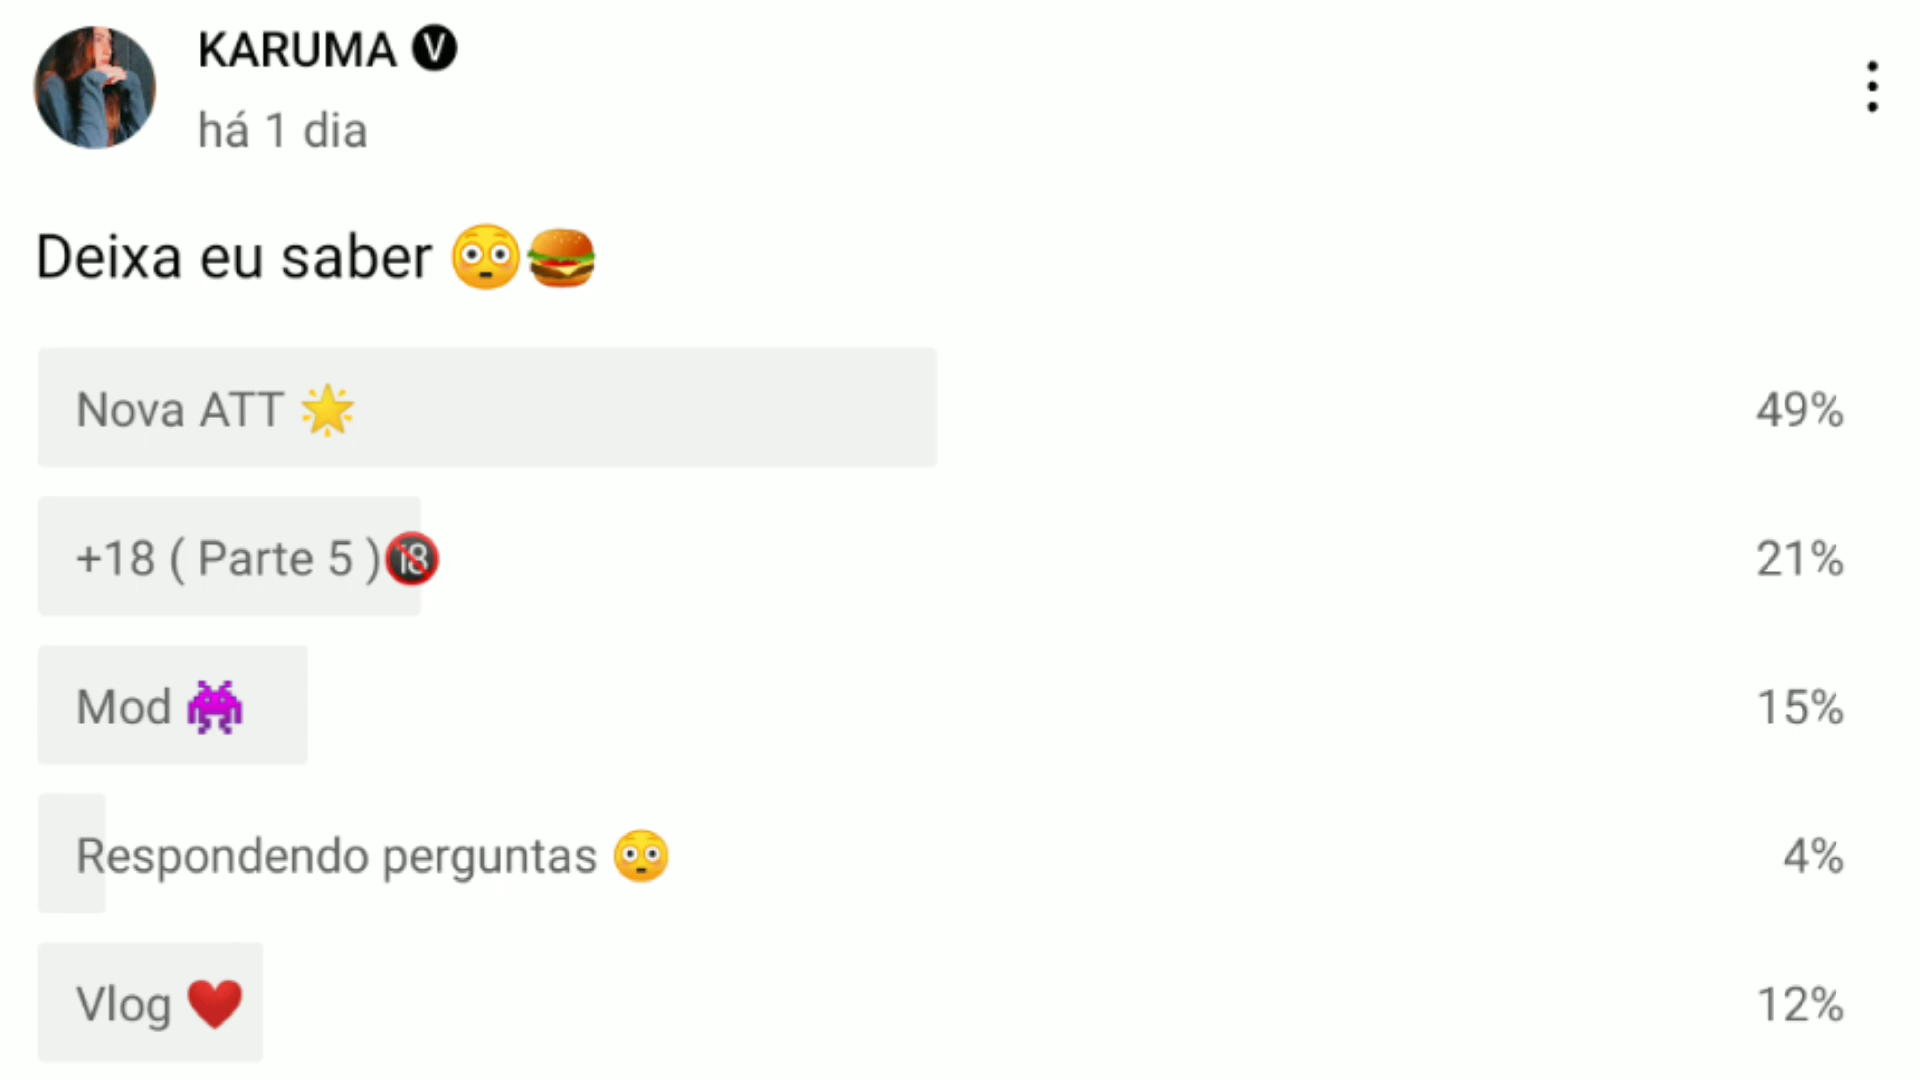 KARUMA V
há 1 dia
Deixa eu saber 😳🍔
Nova ATT 🌟 49%
+18 ( Parte 5 )🔞 21%
Mod 👾 15%
Respondendo perguntas 😳 4%
Vlog ❤️ 12%